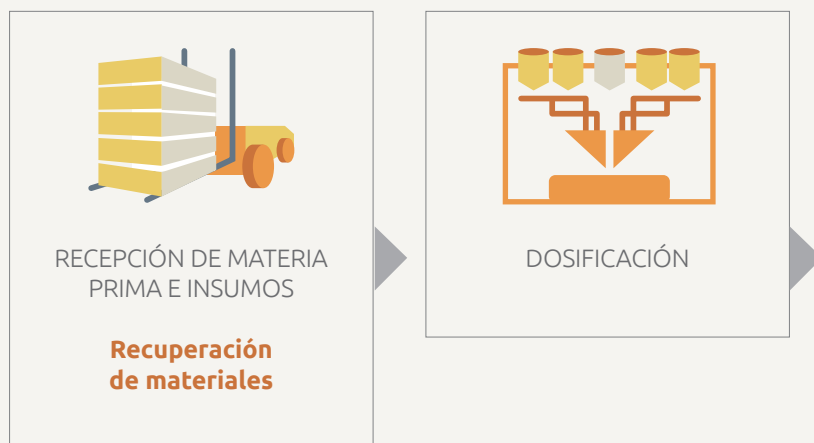 RECEPCIÓN DE MATERIA
PRIMA E INSUMOS
Recuperación
de materiales
DOSIFICACIÓN